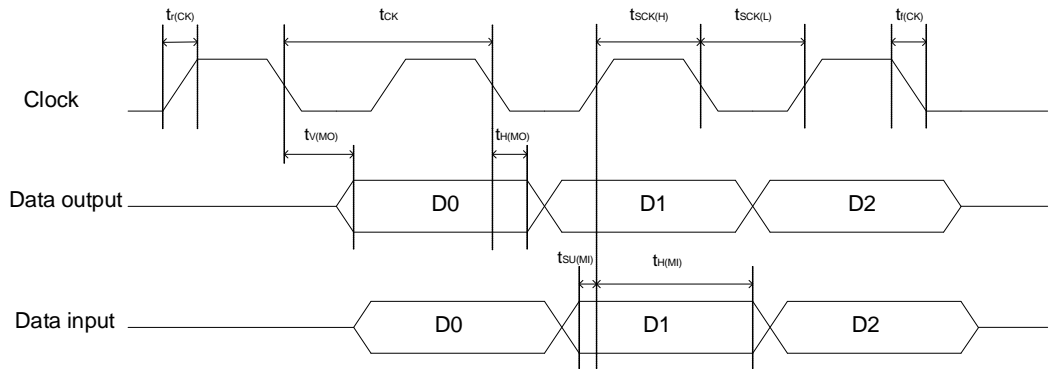 tr(CK) tCK tSCK(H) tSCK(L) tf(CK)
Clock
tV(MO) tH(MO)
Data output D0 D1 D2
tSU(MI) tH(MI)
Data input D0 D1 D2